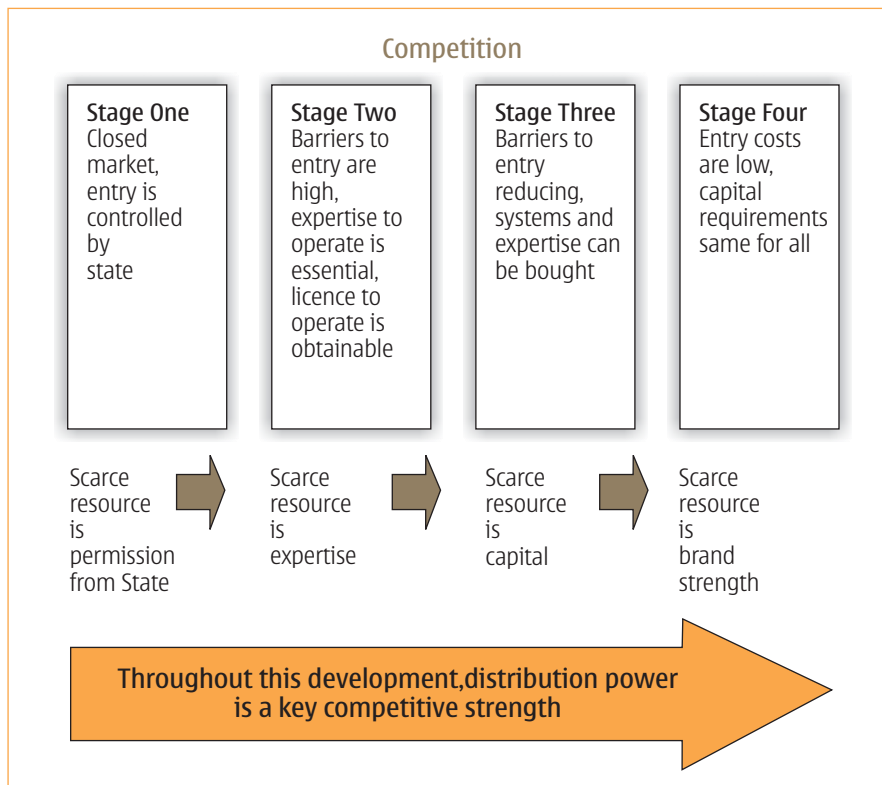 Competition
Stage One
Closed
market,
entry is
controlled
by
state
Stage Two
Barriers to
entry are
high,
expertise to
operate is
essential,
licence to
operate is
obtainable
Stage Three
Barriers to
entry
reducing,
systems and
expertise can
be bought
Stage Four
Entry costs
are low,
capital
requirements
same for all
Scarce
resource
is
permission
from State
Scarce
resource
is
expertise
Scarce
resource
is
capital
Scarce
resource
is
brand
strength
Throughout this development,distribution power
is a key competitive strength